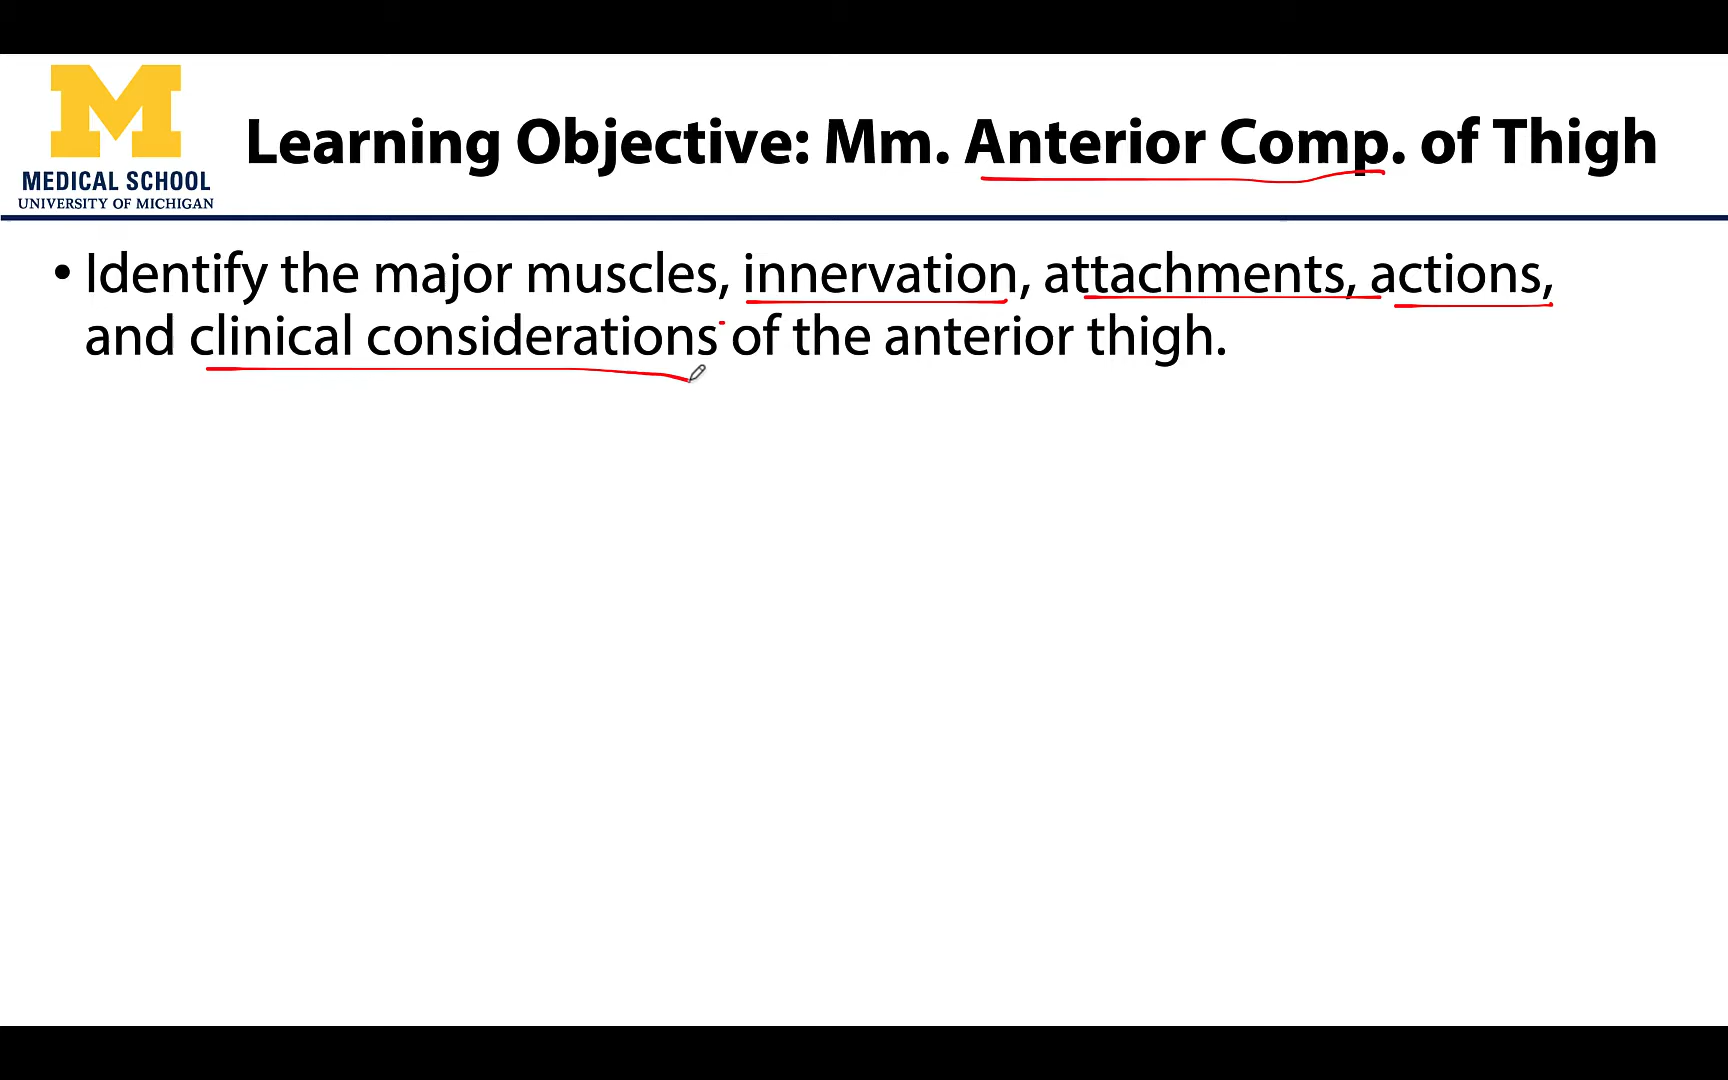 MEDICAL SCHOOL
UNIVERSITY OF MICHIGAN
Learning Objective: Mm. Anterior Comp. of Thigh
• Identify the major muscles, innervation, attachments, actions,
and clinical considerations of the anterior thigh.